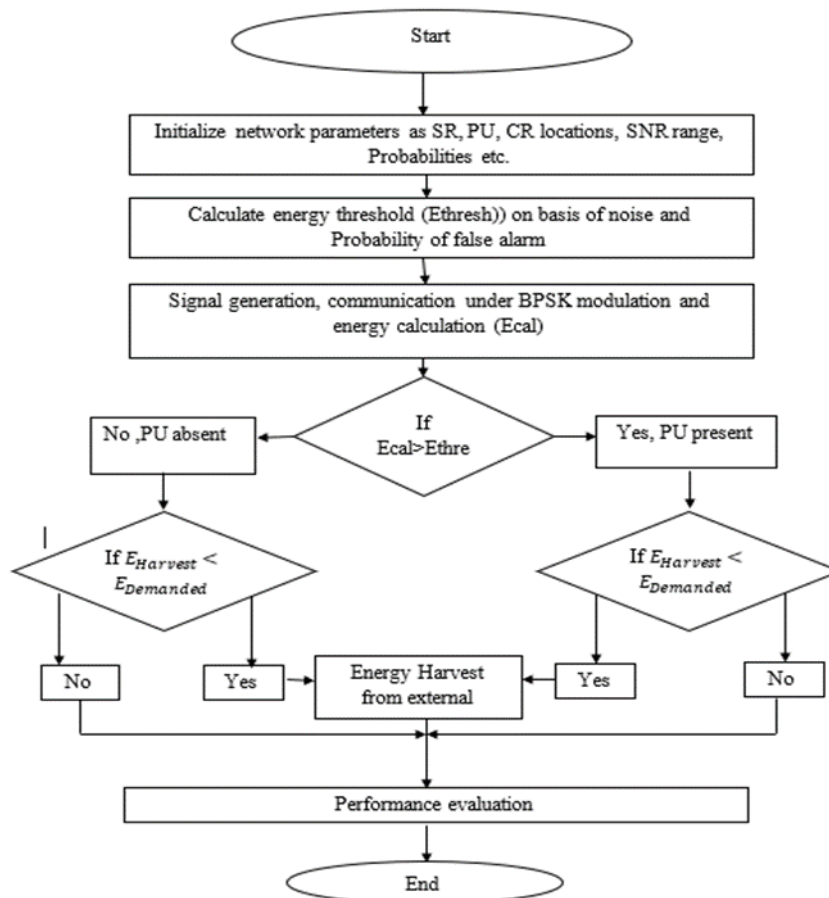 Start
Initialize network parameters as SR, PU, CR locations, SNR range,
Probabilities etc.
Calculate energy threshold (Ethresh)) on basis of noise and
Probability of false alarm
Signal generation, communication under BPSK modulation and
energy calculation (Ecal)
If
Ecal>Ethre
No ,PU absent
Yes, PU present
If E_Harvest <
E_Demanded
If E_Harvest <
E_Demanded
No
Yes
Energy Harvest
from external
Yes
No
Performance evaluation
End